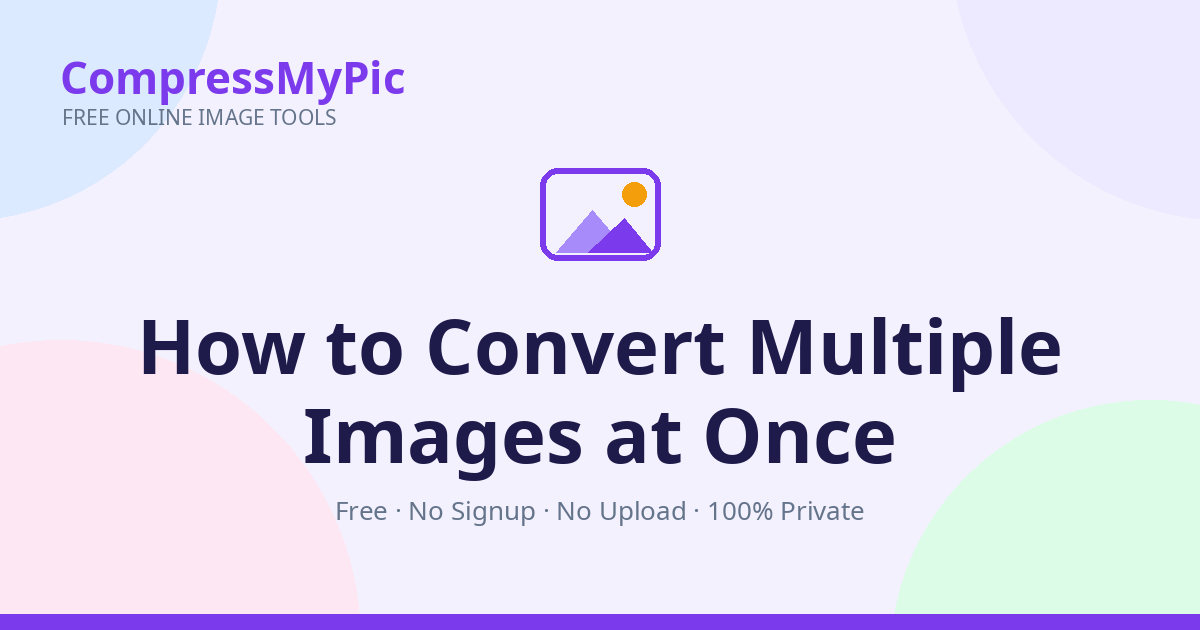 CompressMyPic
FREE ONLINE IMAGE TOOLS
How to Convert Multiple
Images at Once
Free · No Signup · No Upload · 100% Private